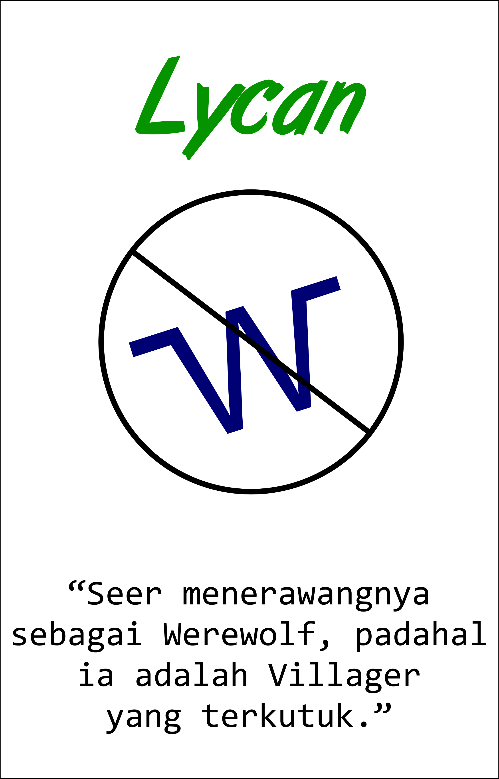 Lycan
W
“Seer menerawangnya
sebagai Werewolf, padahal
ia adalah Villager
yang terkutuk.”